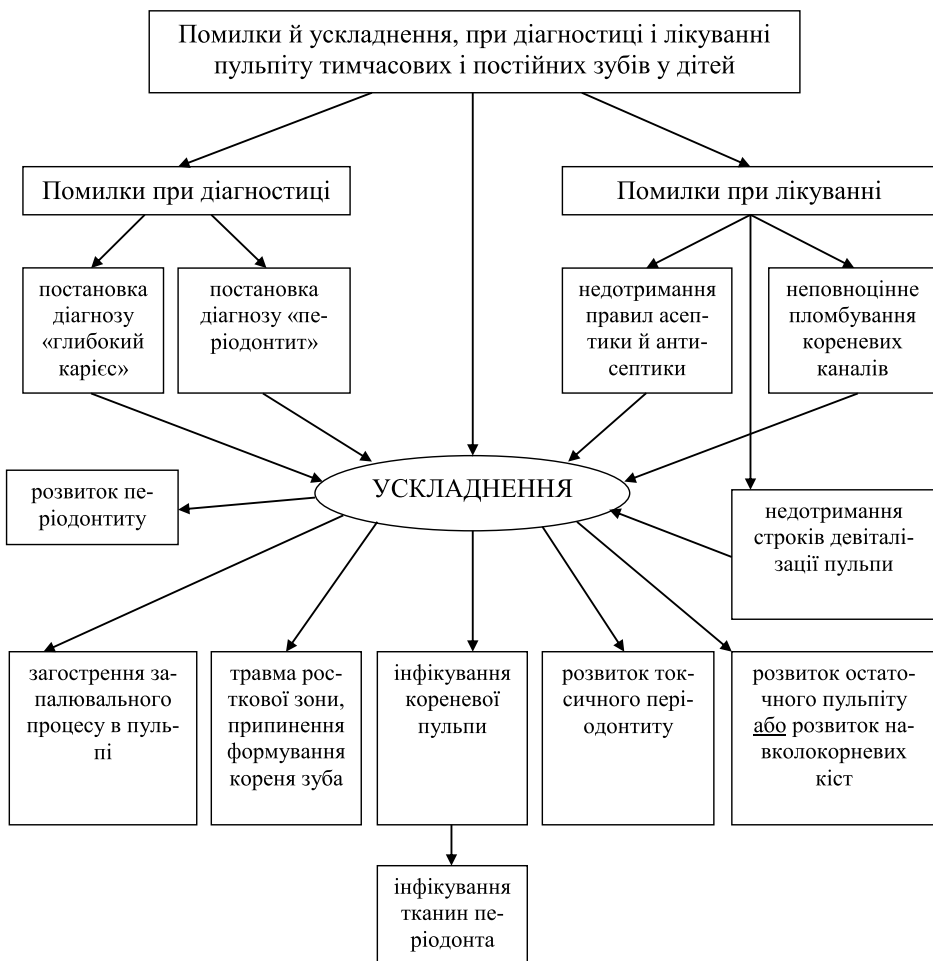 Помилки й ускладнення, при діагностиці і лікуванні
пульпіту тимчасових і постійних зубів у дітей
Помилки при діагностиці
Помилки при лікуванні
постановка
діагнозу
«глибокий
карієс»
постановка
діагнозу «пе-
ріодонтит»
недотримання
правил асеп-
тики й анти-
септики
неповноцінне
пломбування
кореневих
каналів
УСКЛАДНЕННЯ
розвиток пе-
ріодонтиту
недотримання
строків девіталі-
зації пульпи
загострення за-
палювального
процесу в пуль-
пі
травма рос-
ткової зони,
припинення
формування
кореня зуба
інфікування
кореневої
пульпи
розвиток ток-
сичного пері-
одонтиту
розвиток оста-
точного пульпіту
або розвиток на-
вколокорневих
кіст
інфікування
тканин пе-
ріодонта